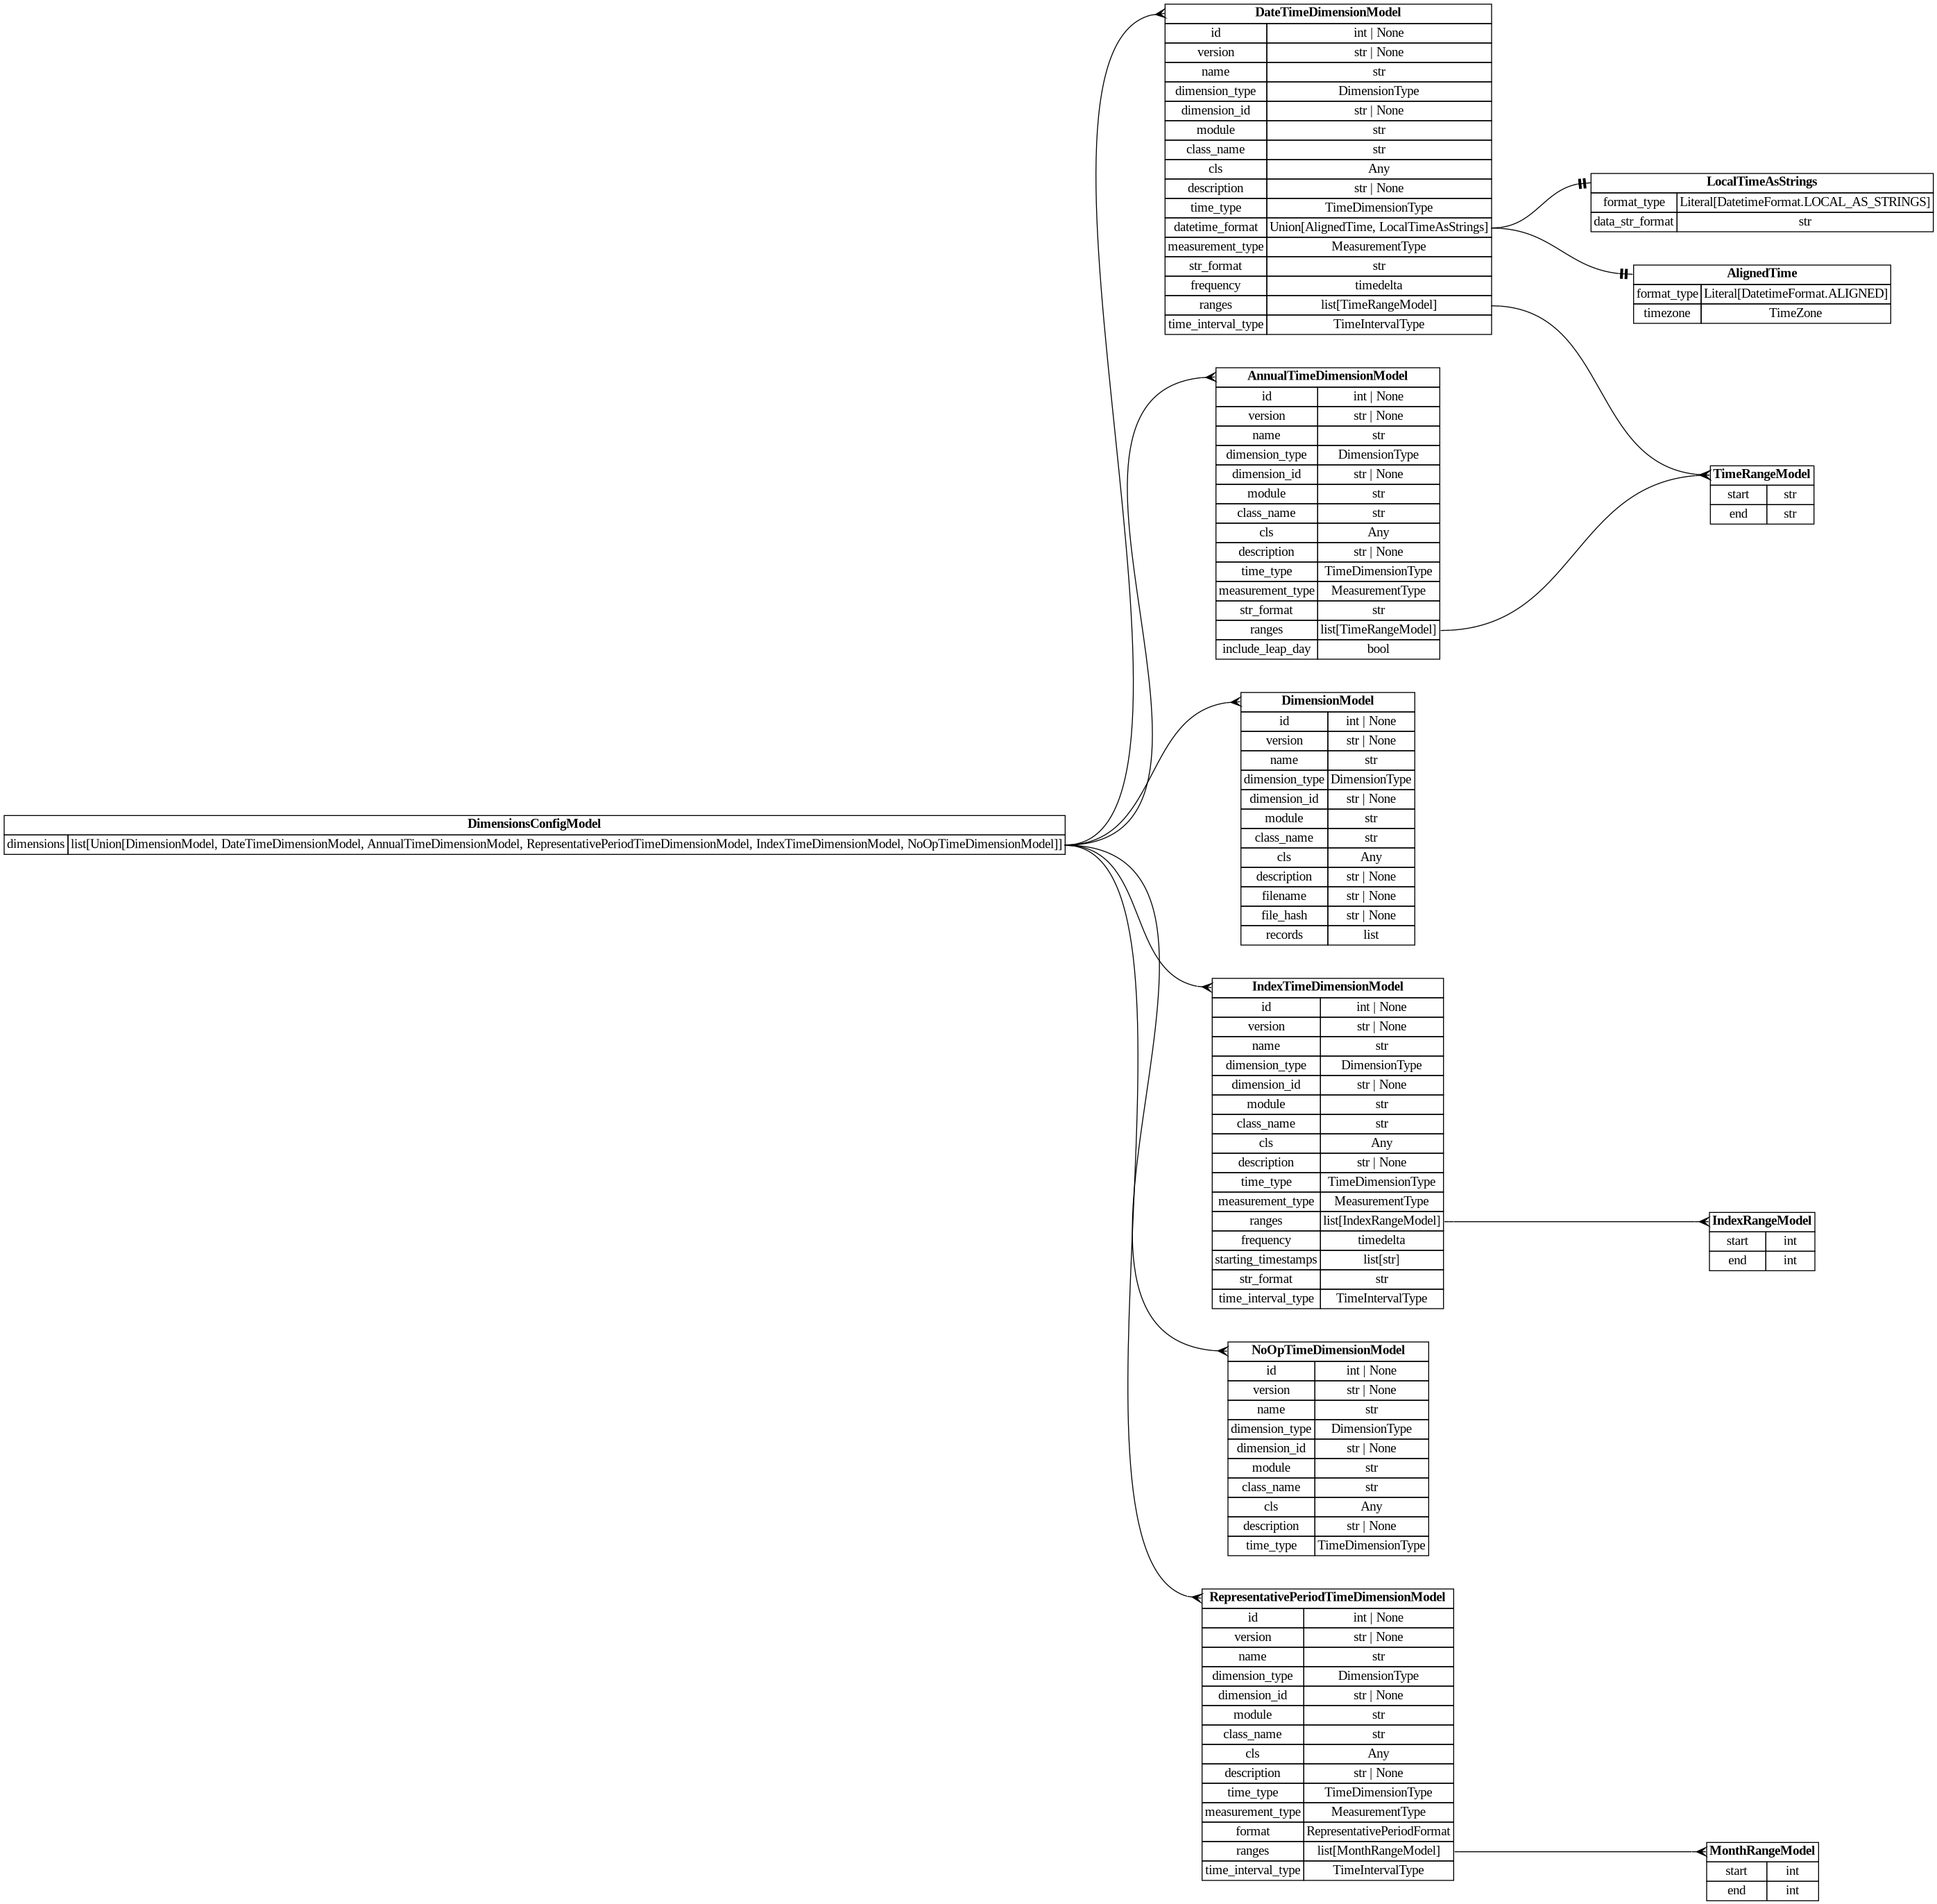 DateTimeDimensionModel
id int | None
version str | None
name str
dimension_type DimensionType
dimension_id str | None
module str
class_name str
cls Any
description str | None
time_type TimeDimensionType
datetime_format Union[AlignedTime, LocalTimeAsStrings]
measurement_type MeasurementType
str_format str
frequency timedelta
ranges list[TimeRangeModel]
time_interval_type TimeIntervalType
LocalTimeAsStrings
format_type Literal[DatetimeFormat.LOCAL_AS_STRINGS]
data_str_format str
AlignedTime
format_type Literal[DatetimeFormat.ALIGNED]
timezone TimeZone
AnnualTimeDimensionModel
id int | None
version str | None
name str
dimension_type DimensionType
dimension_id str | None
module str
class_name str
cls Any
description str | None
time_type TimeDimensionType
measurement_type MeasurementType
str_format str
ranges list[TimeRangeModel]
include_leap_day bool
TimeRangeModel
start str
end str
DimensionModel
id int | None
version str | None
name str
dimension_type DimensionType
dimension_id str | None
module str
class_name str
cls Any
description str | None
filename str | None
file_hash str | None
records list
DimensionsConfigModel
dimensions list[Union[DimensionModel, DateTimeDimensionModel, AnnualTimeDimensionModel, RepresentativePeriodTimeDimensionModel, IndexTimeDimensionModel, NoOpTimeDimensionModel]]
IndexTimeDimensionModel
id int | None
version str | None
name str
dimension_type DimensionType
dimension_id str | None
module str
class_name str
cls Any
description str | None
time_type TimeDimensionType
measurement_type MeasurementType
ranges list[IndexRangeModel]
frequency timedelta
starting_timestamps list[str]
str_format str
time_interval_type TimeIntervalType
IndexRangeModel
start int
end int
NoOpTimeDimensionModel
id int | None
version str | None
name str
dimension_type DimensionType
dimension_id str | None
module str
class_name str
cls Any
description str | None
time_type TimeDimensionType
RepresentativePeriodTimeDimensionModel
id int | None
version str | None
name str
dimension_type DimensionType
dimension_id str | None
module str
class_name str
cls Any
description str | None
time_type TimeDimensionType
measurement_type MeasurementType
format RepresentativePeriodFormat
ranges list[MonthRangeModel]
time_interval_type TimeIntervalType
MonthRangeModel
start int
end int